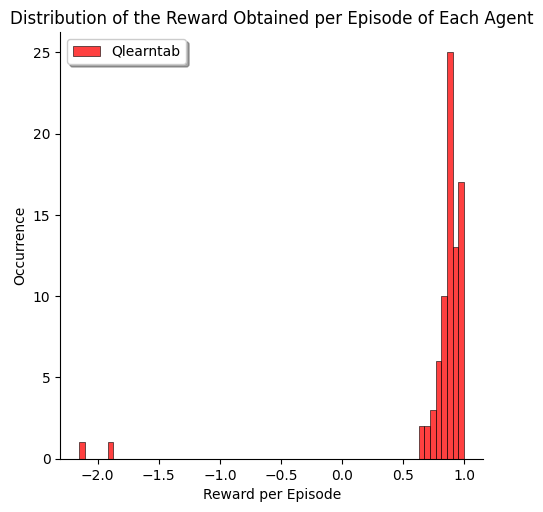 Distribution of the Reward Obtained per Episode of Each Agent
Qlearntab
25
20
15
10
5
0
Occurrence
−2.0 −1.5 −1.0 −0.5 0.0 0.5 1.0
Reward per Episode